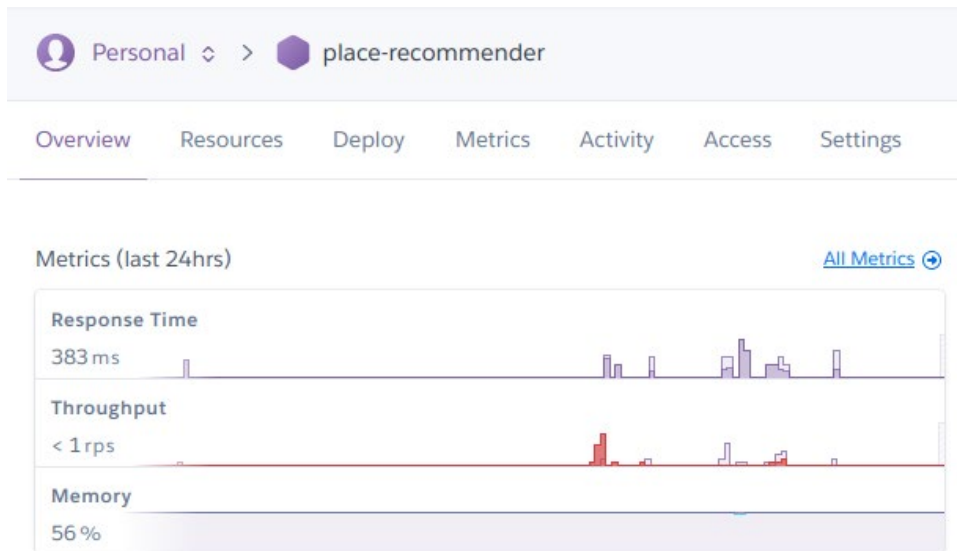 Personal > place-recommender
Overview Resources Deploy Metrics Activity Access Settings
Metrics (last 24hrs) All Metrics
Response Time
383 ms
Throughput
< 1 rps
Memory
56 %